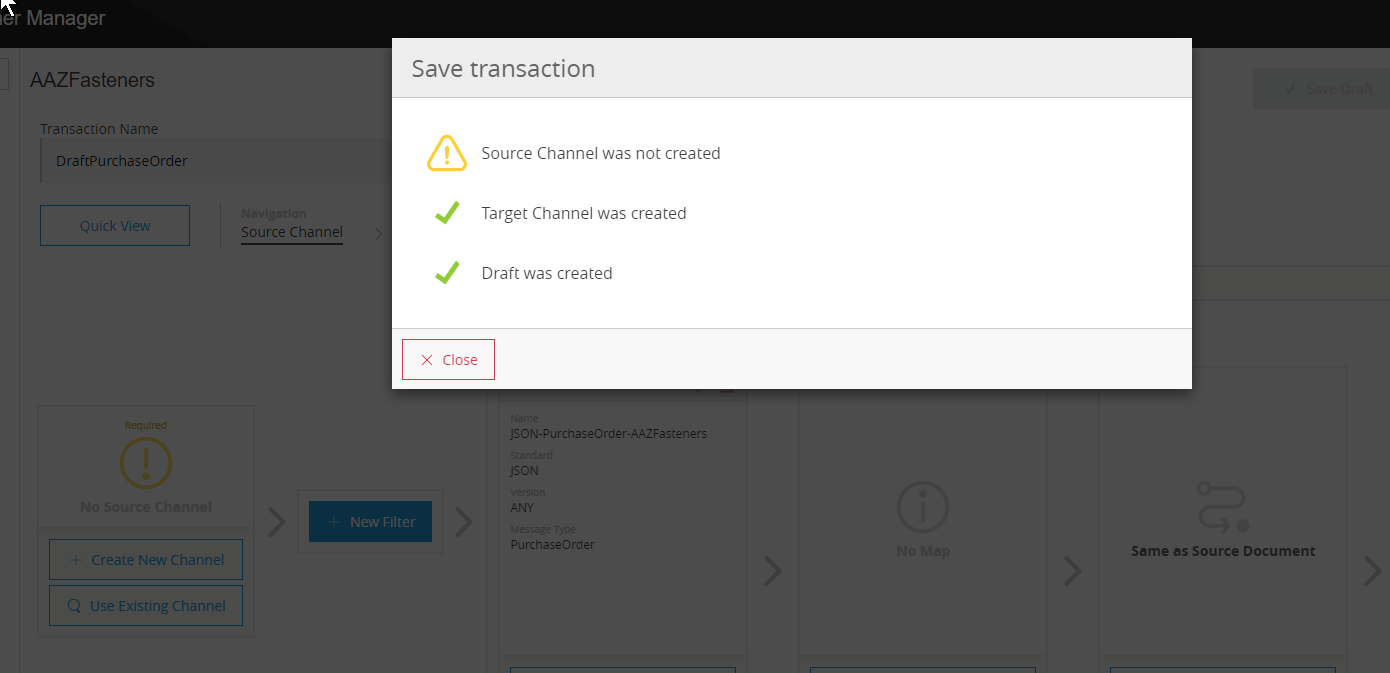 er Manager
Save transaction
AAZFasteners
Save Draft
Transaction Name
DraftPurchaseOrder
Source Channel was not created
Target Channel was created
Draft was created
Quick View
Navigation
Source Channel
Close
Required
No Source Channel
Create New Channel
Use Existing Channel
New Filter
Name
JSON-PurchaseOrder-AAZFasteners
Standard
JSON
Version
ANY
Message Type
PurchaseOrder
No Map
Same as Source Document